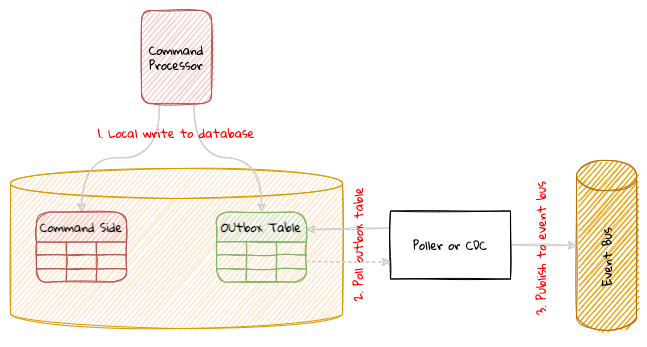 Command
Processor
1. Local write to database
Command Side
OUtbox Table
2. Poll outbox table
Poller or CDC
3. Publish to event bus
Event Bus